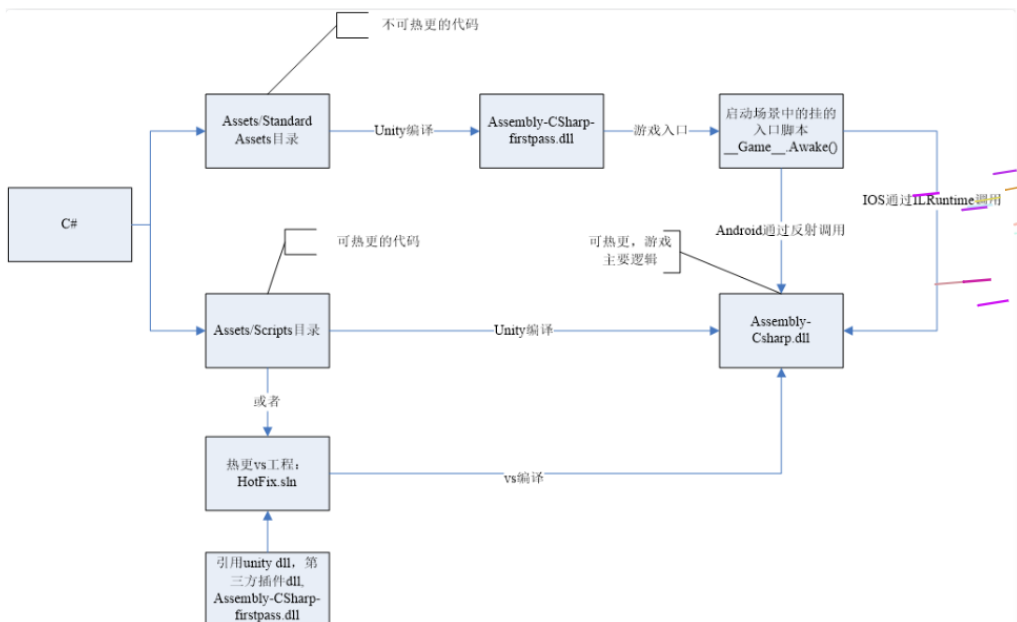 不可热更的代码
Assets/Standard
Assets目录
Unity编译
Assembly-CSharp-
firstpass.dll
游戏入口
启动场景中的挂的
入口脚本
__Game__.Awake()
C#
IOS通过ILRuntime调用
Android通过反射调用
可热更的代码
可热更，游戏
主要逻辑
Assets/Scripts目录
Unity编译
Assembly-
Csharp.dll
或者
热更vs工程：
HotFix.sln
vs编译
引用unity dll，第
三方插件dll,
Assembly-CSharp-
firstpass.dll